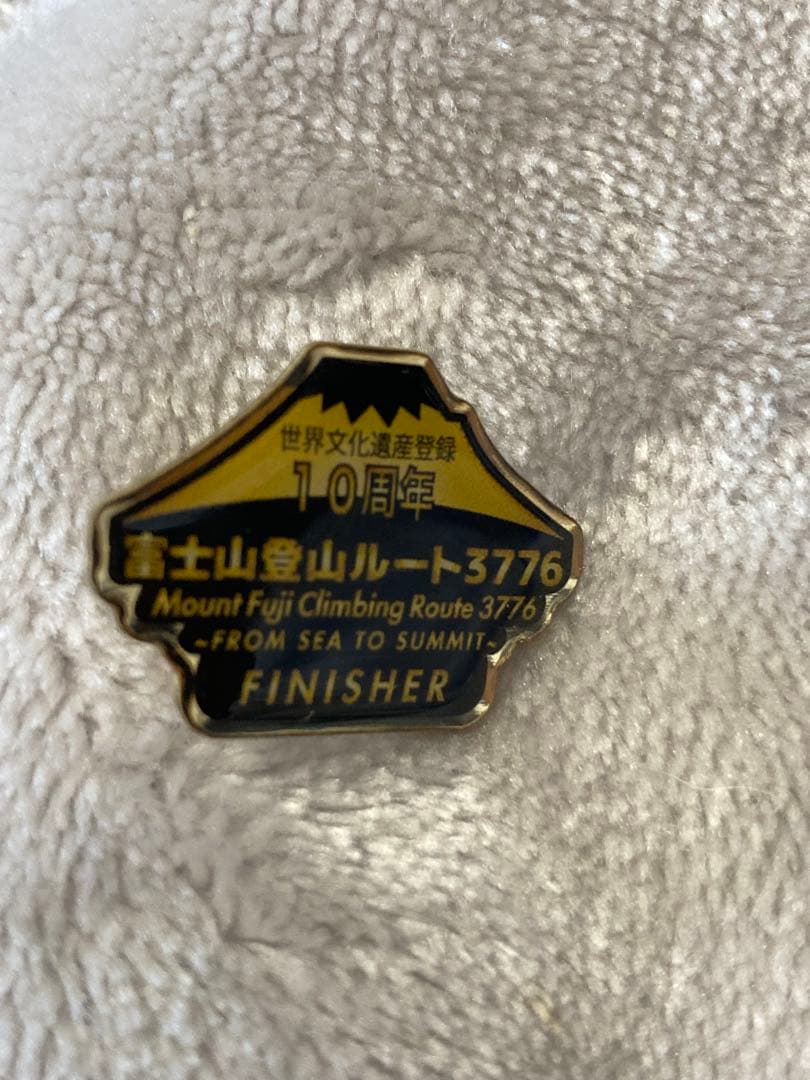 世界文化遺産登録
10周年
富士山登山ルート3776
Mount Fuji Climbing Route 3776
~FROM SEA TO SUMMIT~
FINISHER